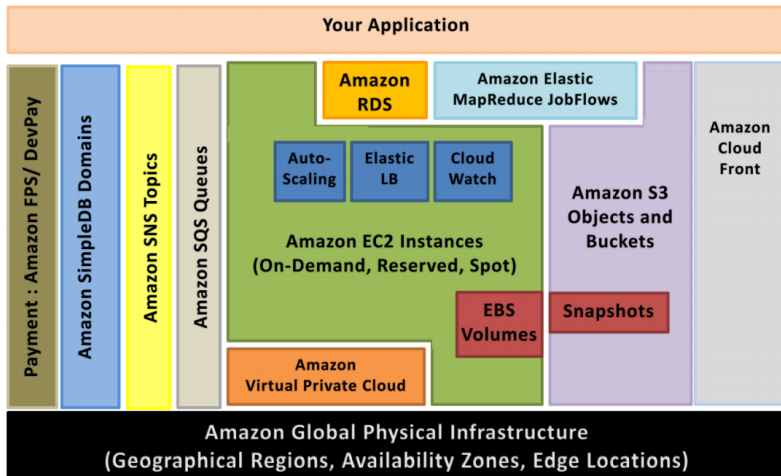 Your Application
Payment : Amazon FPS/ DevPay
Amazon SimpleDB Domains
Amazon SNS Topics
Amazon SQS Queues
Amazon
RDS
Amazon Elastic
MapReduce JobFlows
Auto-
Scaling
Elastic
LB
Cloud
Watch
Amazon EC2 Instances
(On-Demand, Reserved, Spot)
EBS
Volumes
Snapshots
Amazon S3
Objects and
Buckets
Amazon
Cloud
Front
Amazon
Virtual Private Cloud
Amazon Global Physical Infrastructure
(Geographical Regions, Availability Zones, Edge Locations)